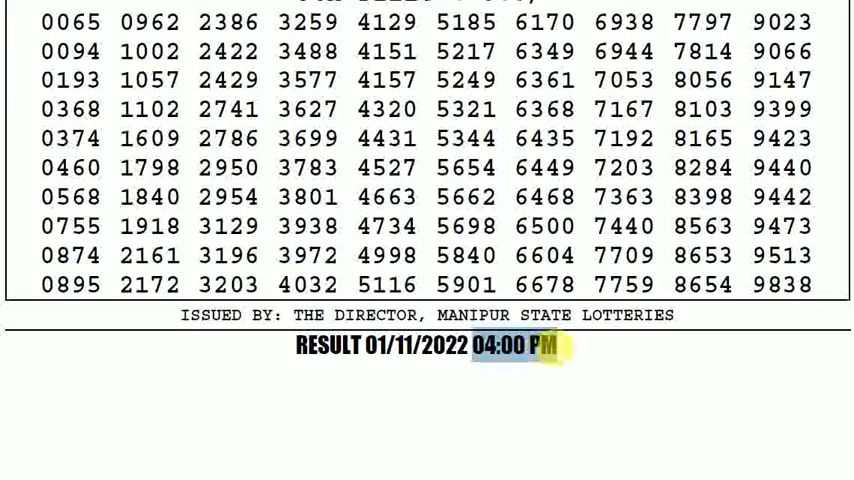 0065 0962 2386 3259 4129 5185 6170 6938 7797 9023
0094 1002 2422 3488 4151 5217 6349 6944 7814 9066
0193 1057 2429 3577 4157 5249 6361 7053 8056 9147
0368 1102 2741 3627 4320 5321 6368 7167 8103 9399
0374 1609 2786 3699 4431 5344 6435 7192 8165 9423
0460 1798 2950 3783 4527 5654 6449 7203 8284 9440
0568 1840 2954 3801 4663 5662 6468 7363 8398 9442
0755 1918 3129 3938 4734 5698 6500 7440 8563 9473
0874 2161 3196 3972 4998 5840 6604 7709 8653 9513
0895 2172 3203 4032 5116 5901 6678 7759 8654 9838
ISSUED BY: THE DIRECTOR, MANIPUR STATE LOTTERIES
RESULT 01/11/2022 04:00 PM